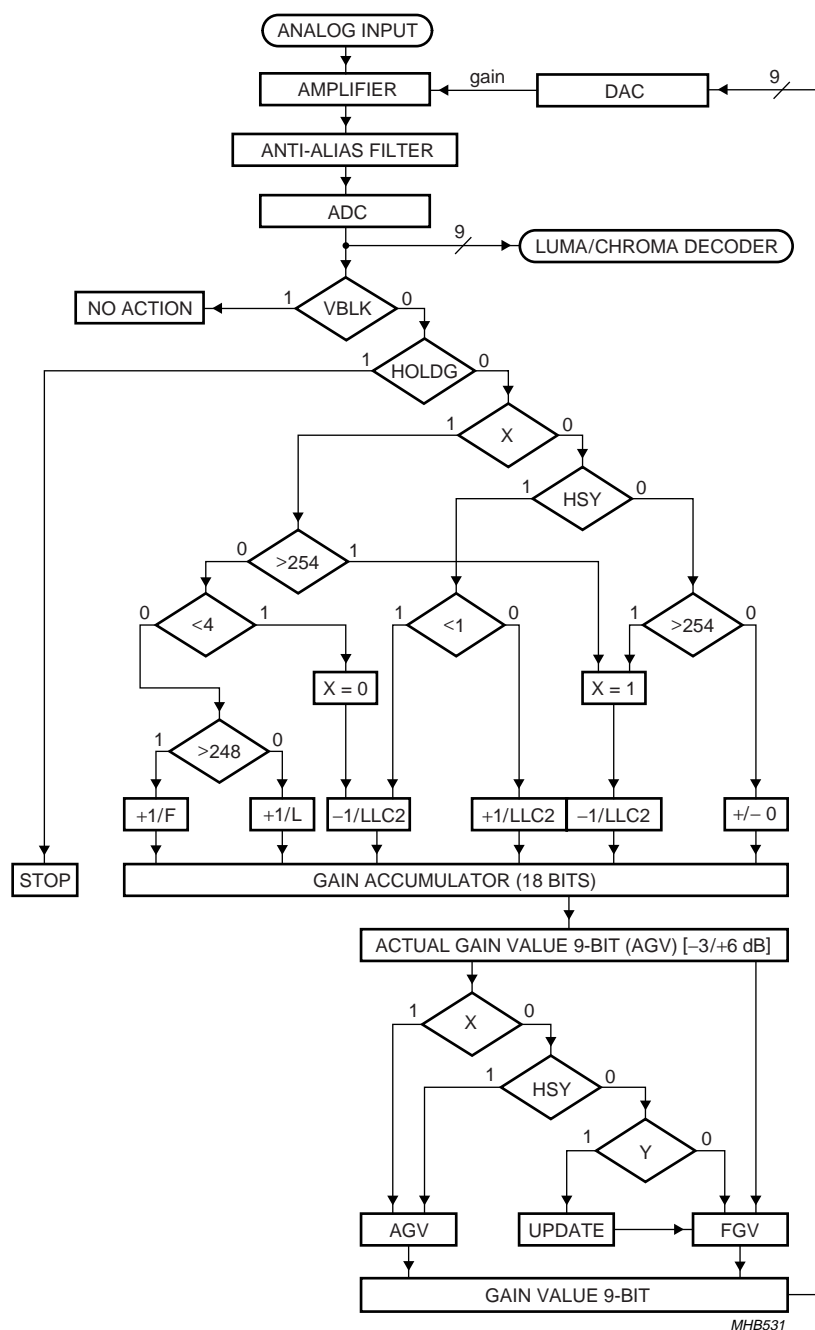 ANALOG INPUT
AMPLIFIER
gain
DAC
9
ANTI-ALIAS FILTER
ADC
9
LUMA/CHROMA DECODER
NO ACTION
1
VBLK
0
1
HOLDG
0
1
X
0
1
HSY
0
0
>254
1
0
<4
1
1
<1
0
1
>254
0
X = 0
X = 1
1
>248
0
+1/F
+1/L
−1/LLC2
+1/LLC2
−1/LLC2
+/− 0
STOP
GAIN ACCUMULATOR (18 BITS)
ACTUAL GAIN VALUE 9-BIT (AGV) [−3/+6 dB]
1
X
0
1
HSY
0
1
Y
0
AGV
UPDATE
FGV
GAIN VALUE 9-BIT
MHB531